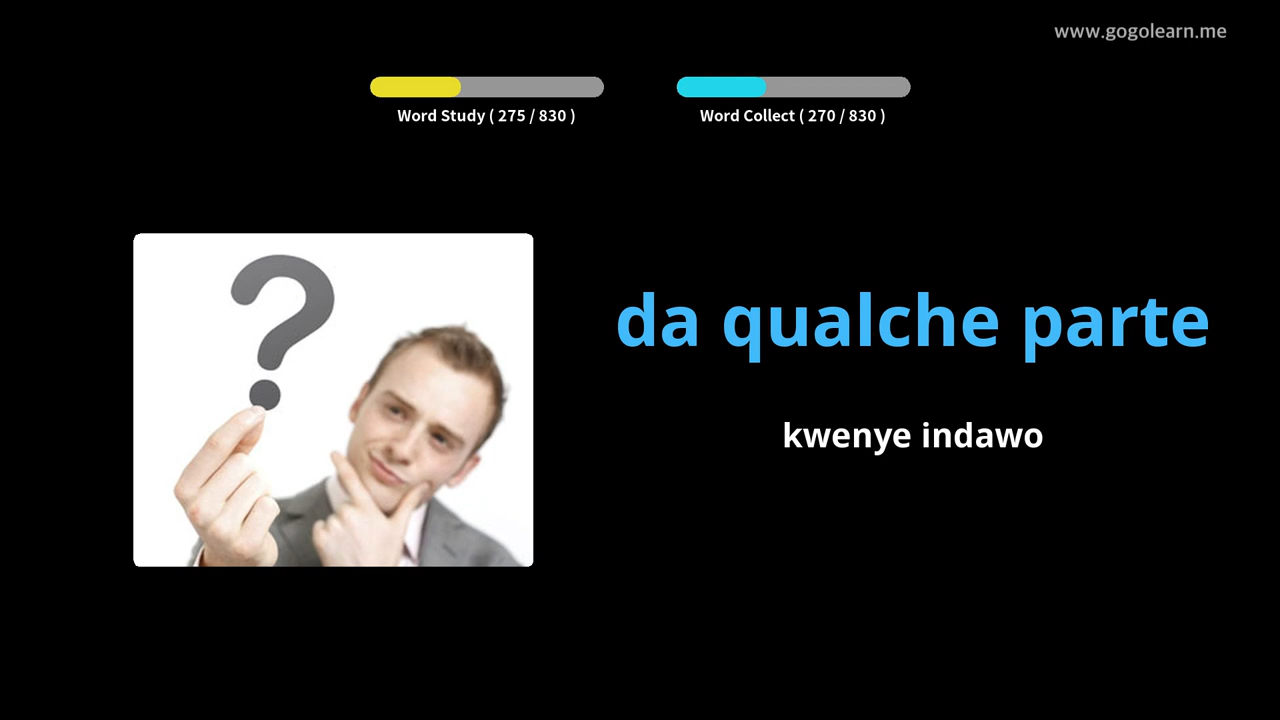 www.gogolearn.me
Word Study ( 275 / 830 )
Word Collect ( 270 / 830 )
?
da qualche parte
kwenye indawo